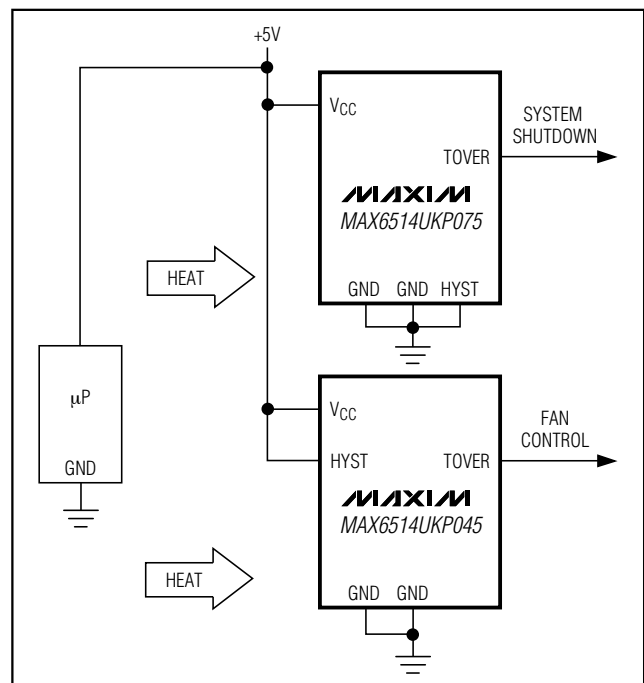 +5V
VCC
SYSTEM
SHUTDOWN
TOVER
MAXIM
MAX6514UKP075
HEAT
GND GND HYST
μP
GND
VCC
FAN
CONTROL
HYST TOVER
MAXIM
MAX6514UKP045
HEAT
GND GND